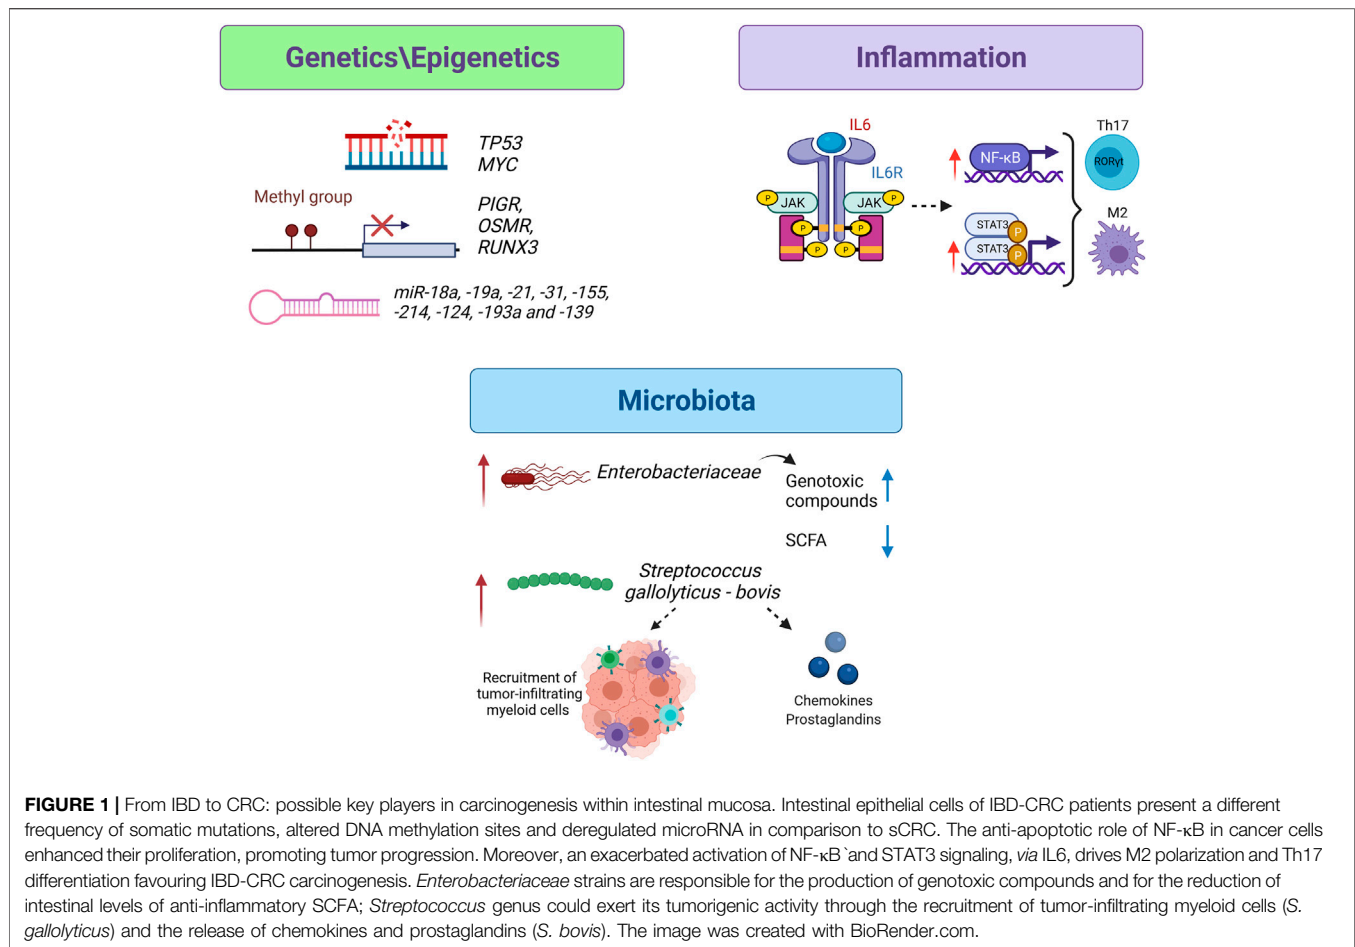 Genetics\Epigenetics
TP53
MYC
Methyl group
PIGR,
OSMR,
RUNX3
miR-18a, -19a, -21, -31, -155,
-214, -124, -193a and -139
Inflammation
IL6
IL6R
P
JAK
JAK
P
P
P
P
P
NF-κB
STAT3
P
STAT3
P
Th17
RORγt
M2
Microbiota
Enterobacteriaceae
Genotoxic
compounds
SCFA
Streptococcus
gallolyticus - bovis
Recruitment of
tumor-infiltrating
myeloid cells
Chemokines
Prostaglandins
FIGURE 1 | From IBD to CRC: possible key players in carcinogenesis within intestinal mucosa. Intestinal epithelial cells of IBD-CRC patients present a different
frequency of somatic mutations, altered DNA methylation sites and deregulated microRNA in comparison to sCRC. The anti-apoptotic role of NF-κB in cancer cells
enhanced their proliferation, promoting tumor progression. Moreover, an exacerbated activation of NF-κB`and STAT3 signaling, via IL6, drives M2 polarization and Th17
differentiation favouring IBD-CRC carcinogenesis. Enterobacteriaceae strains are responsible for the production of genotoxic compounds and for the reduction of
intestinal levels of anti-inflammatory SCFA; Streptococcus genus could exert its tumorigenic activity through the recruitment of tumor-infiltrating myeloid cells (S.
gallolyticus) and the release of chemokines and prostaglandins (S. bovis). The image was created with BioRender.com.